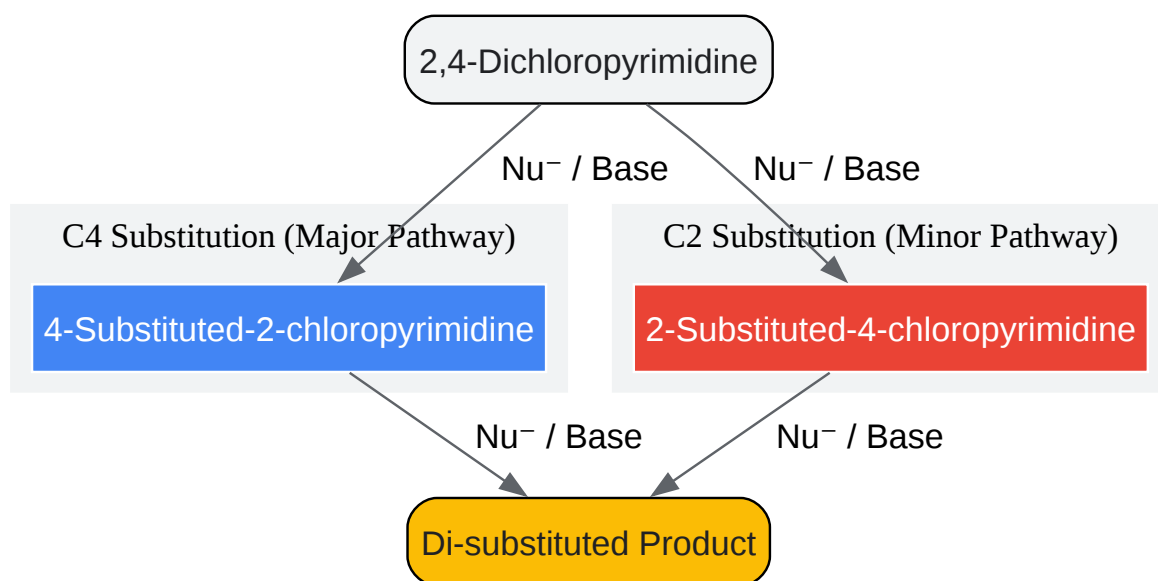 2,4-Dichloropyrimidine
Nu⁻ / Base
Nu⁻ / Base
C4 Substitution (Major Pathway)
C2 Substitution (Minor Pathway)
4-Substituted-2-chloropyrimidine
2-Substituted-4-chloropyrimidine
Nu⁻ / Base
Nu⁻ / Base
Di-substituted Product